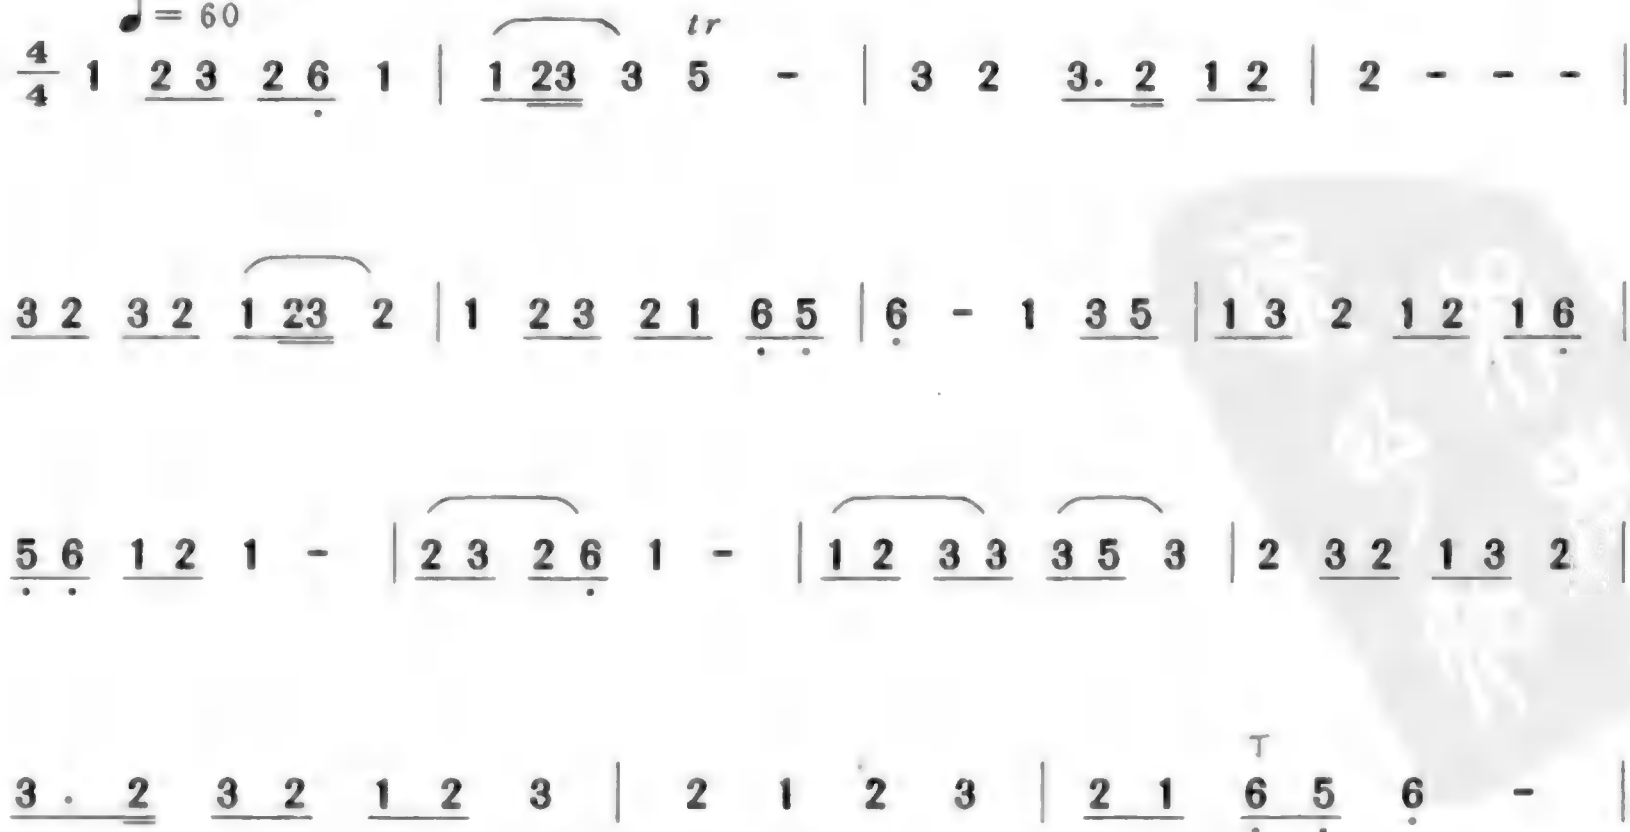 ♩= 60
4/4 1 2 3 2 6̣ 1 | 1 23 3 tr 5 - | 3 2 3. 2 1 2 | 2 - - - |
3 2 3 2 1 23 2 | 1 2 3 2 1 6̣ 5̣ | 6̣ - 1 3 5 | 1 3 2 1 2 1 6̣ |
5̣ 6̣ 1 2 1 - | 2 3 2 6̣ 1 - | 1 2 3 3 3 5 3 | 2 3 2 1 3 2 |
T
3 . 2 3 2 1 2 3 | 2 1 2 3 | 2 1 6̣ 5̣ 6̣ - |